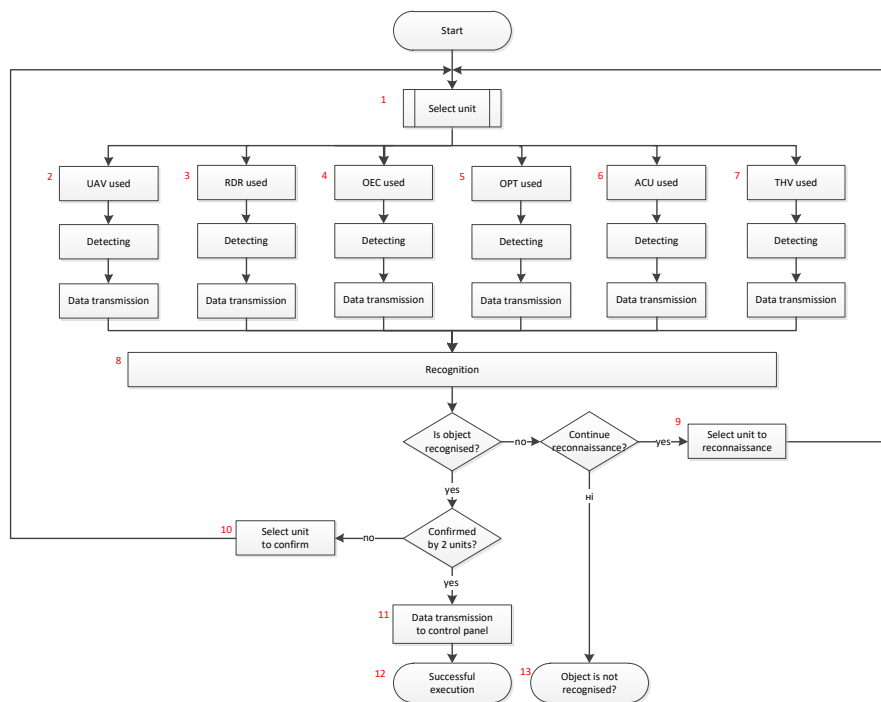 Start
1
Select unit
2
UAV used
3
RDR used
4
OEC used
5
OPT used
6
ACU used
7
THV used
Detecting
Detecting
Detecting
Detecting
Detecting
Detecting
Data transmission
Data transmission
Data transmission
Data transmission
Data transmission
Data transmission
8
Recognition
Is object
recognised?
no
Continue
reconnaissance?
yes
9
Select unit to
reconnaissance
yes
ні
10
Select unit
to confirm
no
Confirmed
by 2 units?
yes
11
Data transmission
to control panel
12
Successful
execution
13
Object is not
recognised?